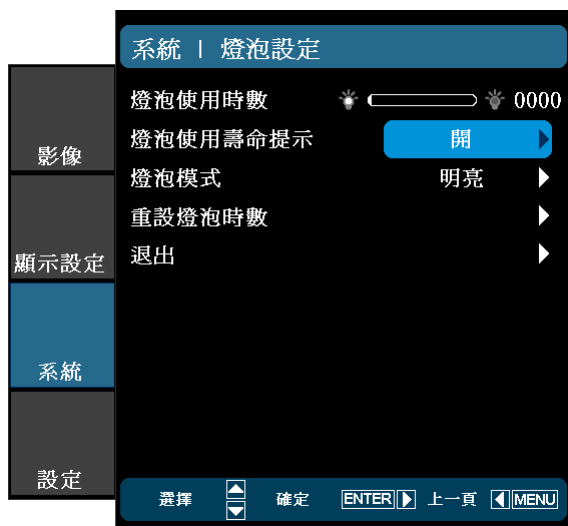 系統 | 燈泡設定
燈泡使用時數 0000
燈泡使用壽命提示 開
燈泡模式 明亮
重設燈泡時數
退出
影像
顯示設定
系統
設定
選擇 確定 ENTER 上一頁 MENU